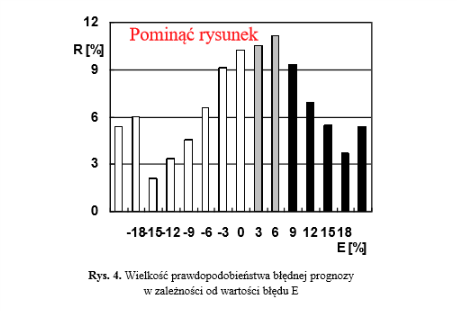 12
Pominąć rysunek
R [%]
9
6
3
0
-18 -15 -12 -9 -6 -3 0 3 6 9 12 15 18
E [%]
Rys. 4. Wielkość prawdopodobieństwa błędnej prognozy
w zależności od wartości błędu E